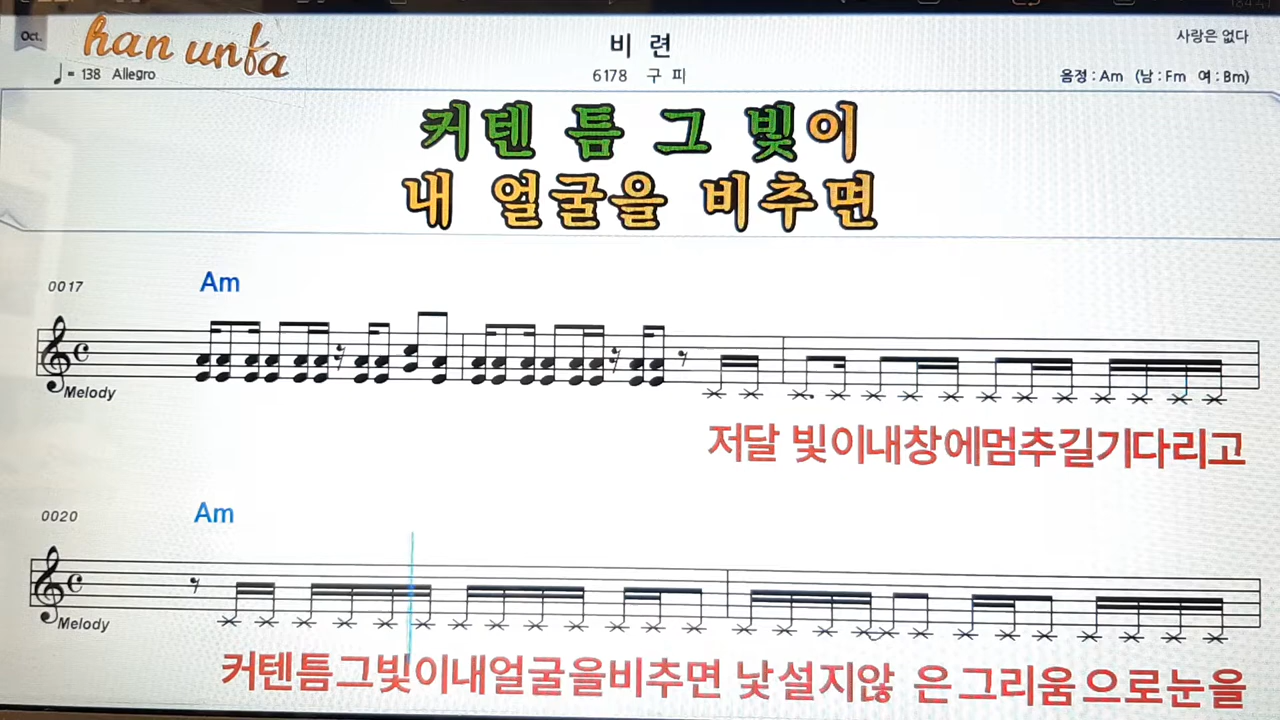 Oct.
han unfa
비 련
사랑은 없다
♩= 138 Allegro
6178 구 피
음정 : Am (남 : Fm 여 : Bm)
커텐 틈 그 빛이
내 얼굴을 비추면
0017
Am
Melody
저달 빛이내창에멈추길기다리고
0020
Am
Melody
커텐틈그빛이내얼굴을비추면 낯설지않 은그리움으로눈을